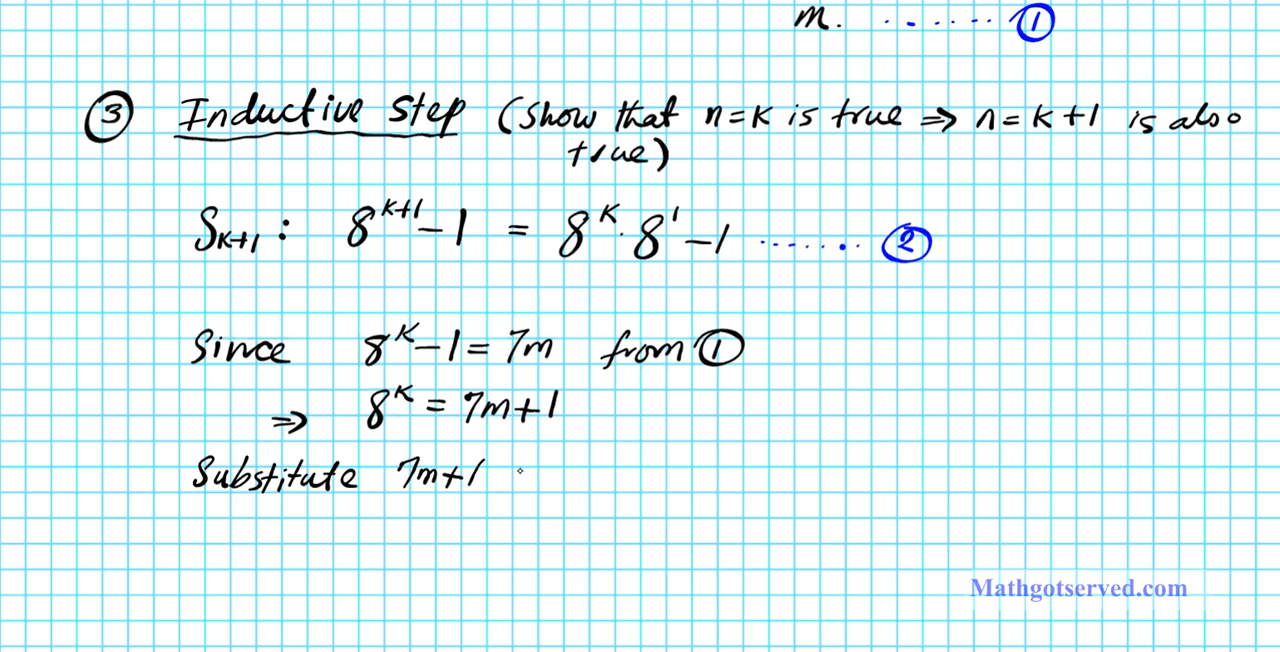 m. ........ ①
③ Inductive Step (Show that n=k is true ⇒ n=k+1 is also
true)
Sₖ₊₁ : 8^{k+1} - 1 = 8^k · 8^1 - 1 ........ ②
Since 8^k - 1 = 7m from ①
⇒ 8^k = 7m + 1
Substitute 7m+1
Mathgotserved.com